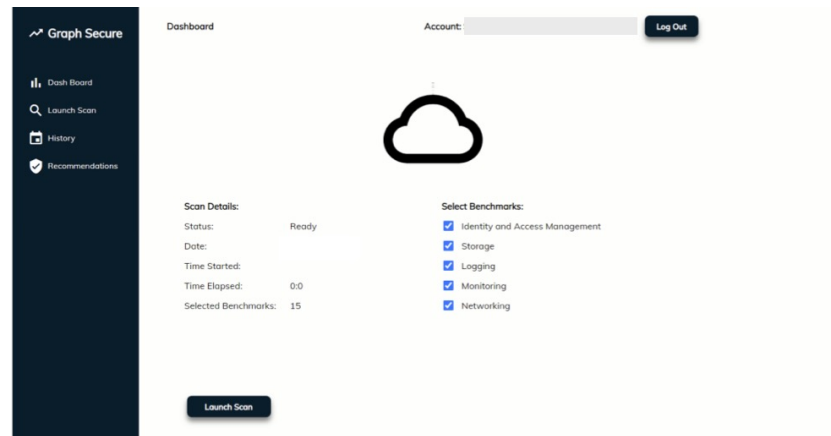 Graph Secure
Dashboard
Account:
Log Out
Dash Board
Launch Scan
History
Recommendations
Scan Details:
Status: Ready
Date:
Time Started:
Time Elapsed: 0:0
Selected Benchmarks: 15
Select Benchmarks:
Identity and Access Management
Storage
Logging
Monitoring
Networking
Launch Scan